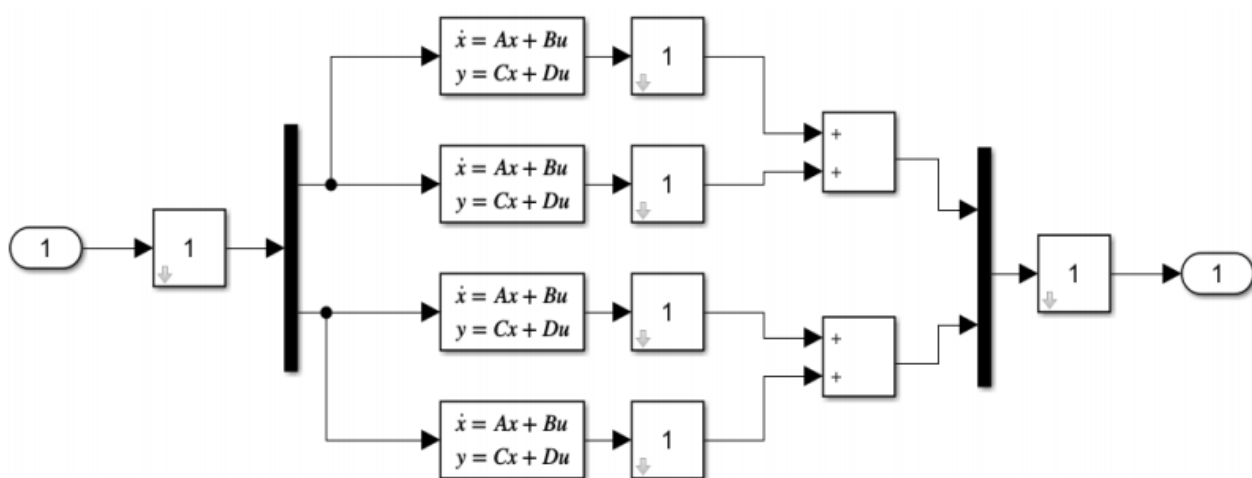 ẋ = Ax + Bu
y = Cx + Du
1
+
+
ẋ = Ax + Bu
y = Cx + Du
1
1
1
1
1
ẋ = Ax + Bu
y = Cx + Du
1
+
+
ẋ = Ax + Bu
y = Cx + Du
1